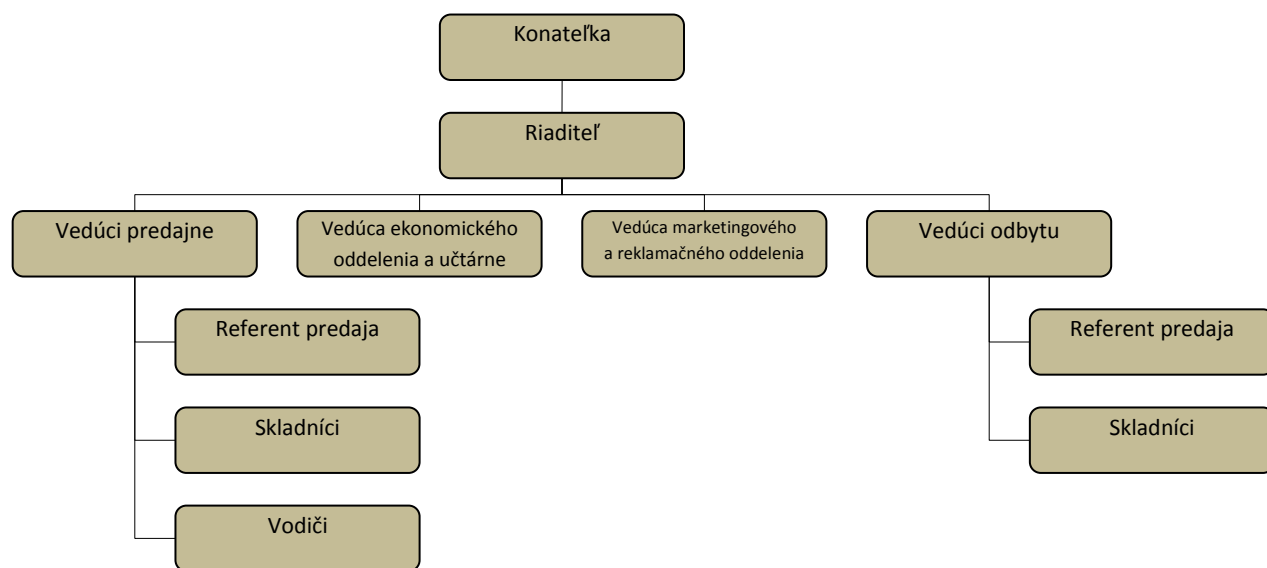 Konateľka
Riaditeľ
Vedúci predajne
Vedúca ekonomického
oddelenia a učtárne
Vedúca marketingového
a reklamačného oddelenia
Vedúci odbytu
Referent predaja
Referent predaja
Skladníci
Skladníci
Vodiči